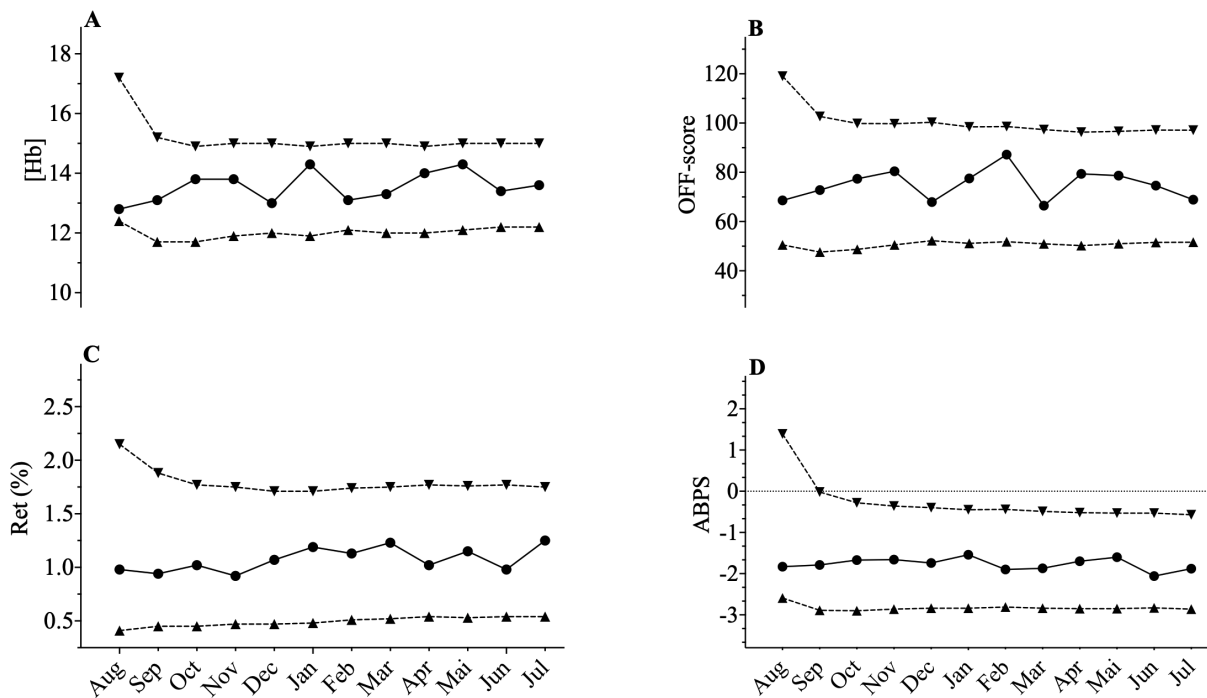 A
[Hb]
18
16
14
12
10
B
OFF-score
120
100
80
60
40
C
Ret (%)
2.5
2.0
1.5
1.0
0.5
Aug Sep Oct Nov Dec Jan Feb Mar Apr Mai Jun Jul
D
ABPS
2
1
0
-1
-2
-3
Aug Sep Oct Nov Dec Jan Feb Mar Apr Mai Jun Jul